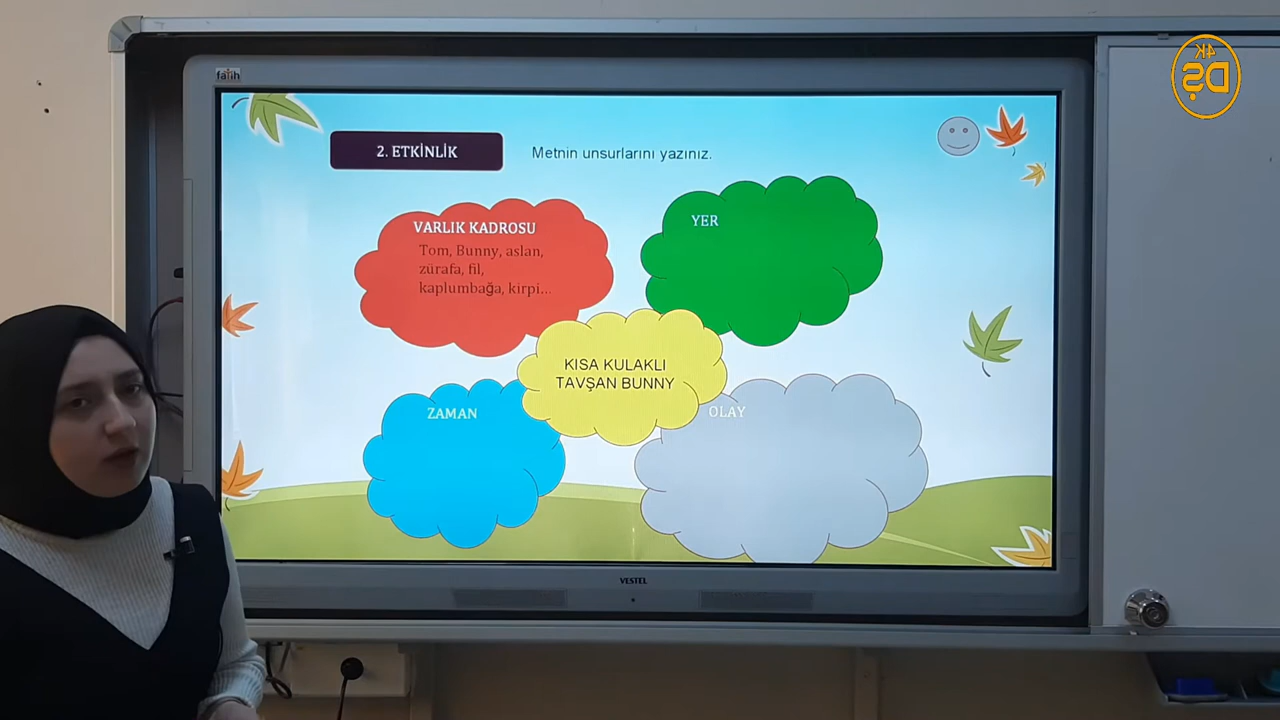 fatih
4K
DŞ
2. ETKİNLİK
Metnin unsurlarını yazınız.
VARLIK KADROSU
Tom, Bunny, aslan,
zürafa, fil,
kaplumbağa, kirpi...
YER
KISA KULAKLI
TAVŞAN BUNNY
ZAMAN
OLAY
VESTEL